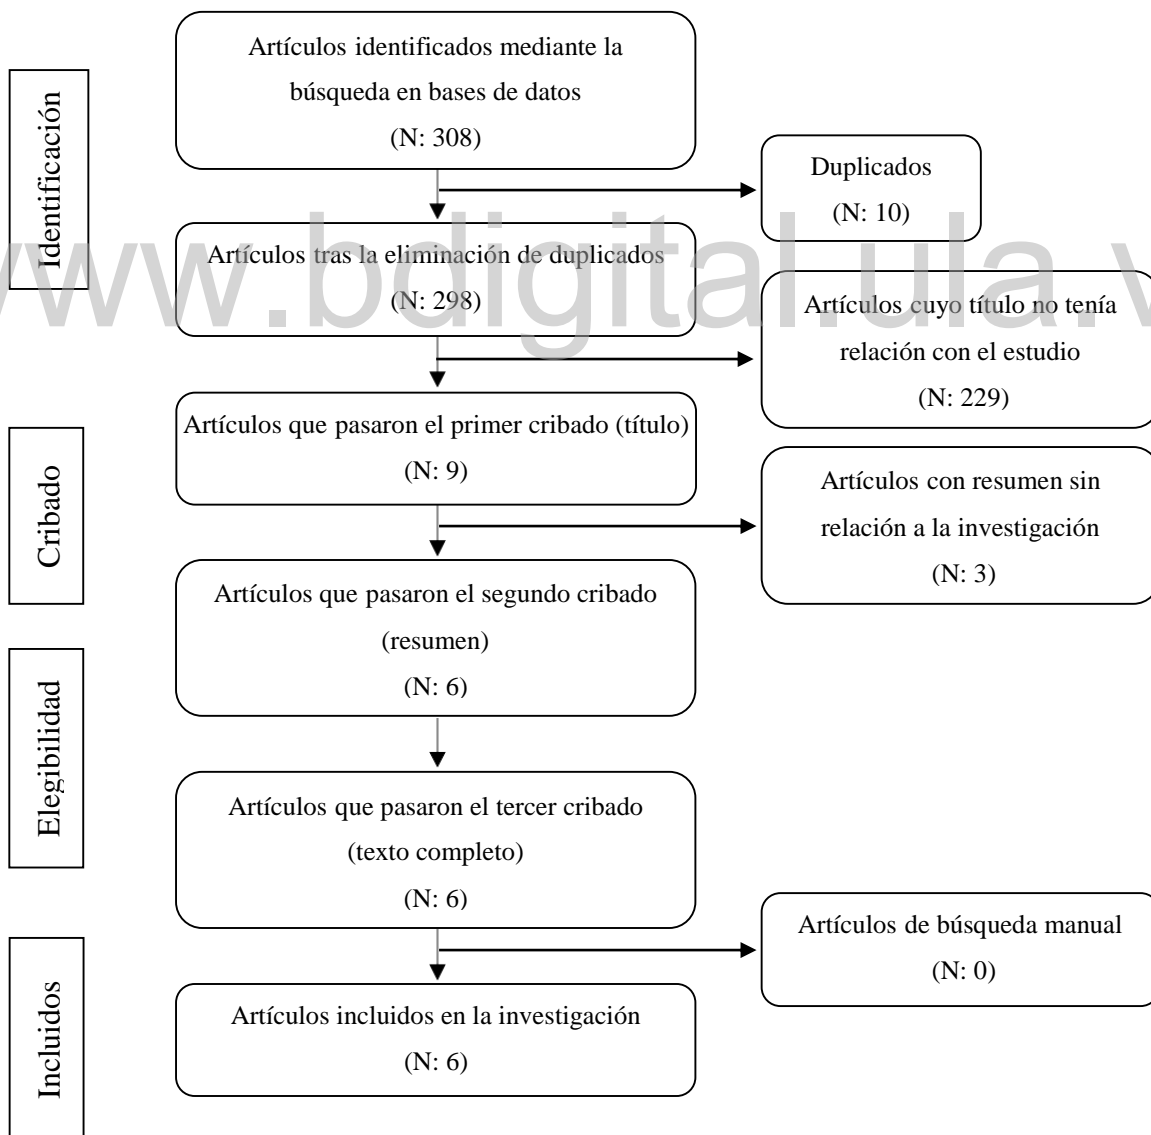 Artículos identificados mediante la
búsqueda en bases de datos
(N: 308)
Identificación
Duplicados
(N: 10)
Artículos tras la eliminación de duplicados
(N: 298)
www.bdigital.ula.v
Artículos cuyo título no tenía
relación con el estudio
(N: 229)
Artículos que pasaron el primer cribado (título)
(N: 9)
Cribado
Artículos con resumen sin
relación a la investigación
(N: 3)
Artículos que pasaron el segundo cribado
(resumen)
(N: 6)
Elegibilidad
Artículos que pasaron el tercer cribado
(texto completo)
(N: 6)
Artículos de búsqueda manual
(N: 0)
Incluidos
Artículos incluidos en la investigación
(N: 6)